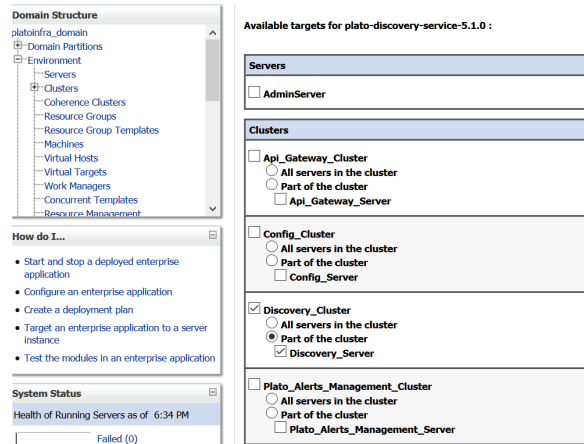 Domain Structure
platoinfra_domain
Domain Partitions
Environment
Servers
Clusters
Coherence Clusters
Resource Groups
Resource Group Templates
Machines
Virtual Hosts
Virtual Targets
Work Managers
Concurrent Templates
Resource Management
How do I...
Start and stop a deployed enterprise
application
Configure an enterprise application
Create a deployment plan
Target an enterprise application to a server
instance
Test the modules in an enterprise application
System Status
Health of Running Servers as of 6:34 PM
Failed (0)
Available targets for plato-discovery-service-5.1.0 :
Servers
AdminServer
Clusters
Api_Gateway_Cluster
All servers in the cluster
Part of the cluster
Api_Gateway_Server
Config_Cluster
All servers in the cluster
Part of the cluster
Config_Server
Discovery_Cluster
All servers in the cluster
Part of the cluster
Discovery_Server
Plato_Alerts_Management_Cluster
All servers in the cluster
Part of the cluster
Plato_Alerts_Management_Server